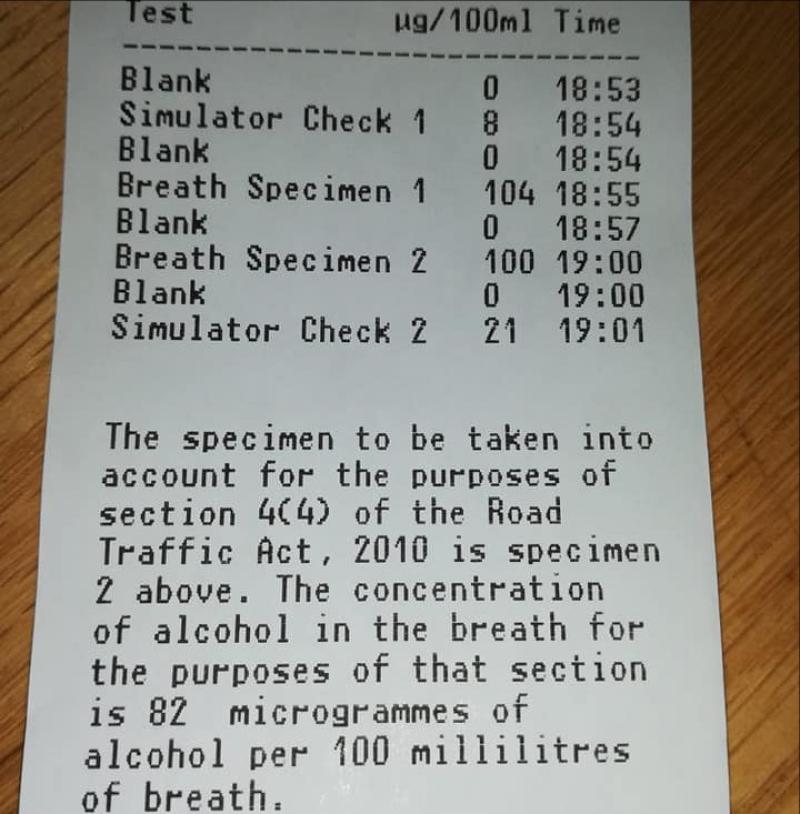 Test µg/100ml Time
--------------------------------
Blank 0 18:53
Simulator Check 1 8 18:54
Blank 0 18:54
Breath Specimen 1 104 18:55
Blank 0 18:57
Breath Specimen 2 100 19:00
Blank 0 19:00
Simulator Check 2 21 19:01
The specimen to be taken into
account for the purposes of
section 4(4) of the Road
Traffic Act, 2010 is specimen
2 above. The concentration
of alcohol in the breath for
the purposes of that section
is 82 microgrammes of
alcohol per 100 millilitres
of breath.